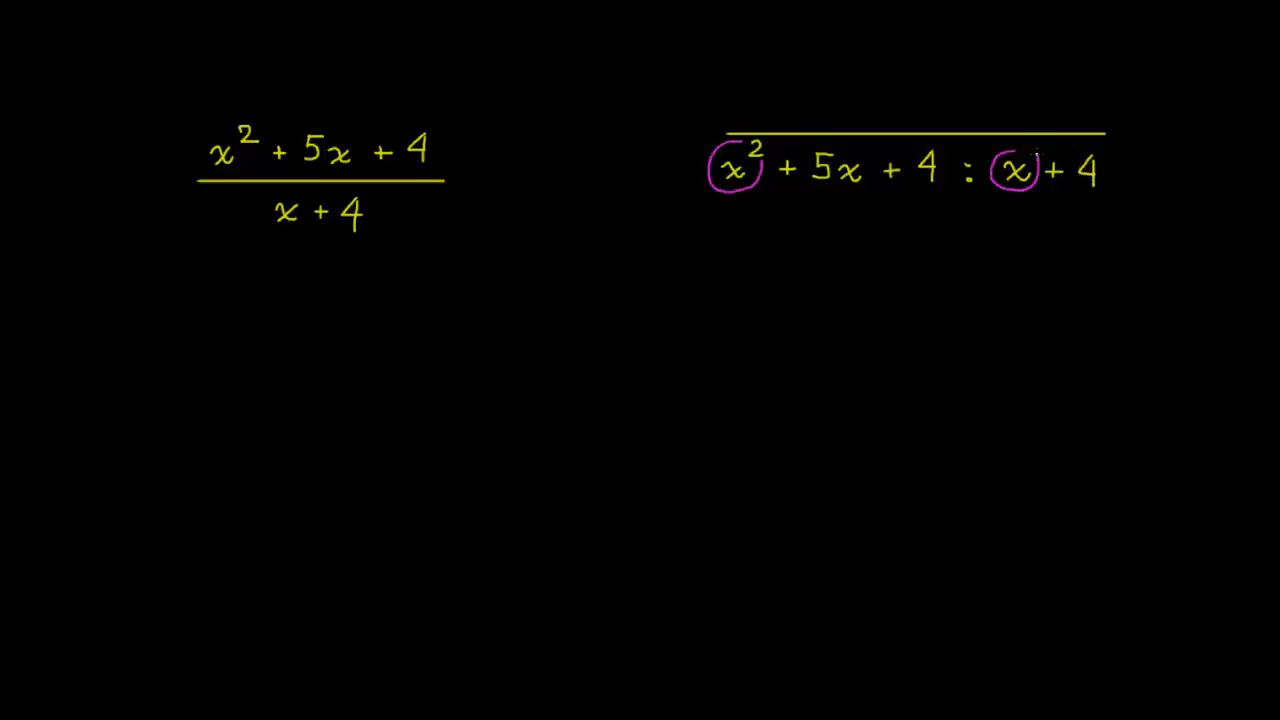 x² + 5x + 4
x + 4
x² + 5x + 4 : x + 4